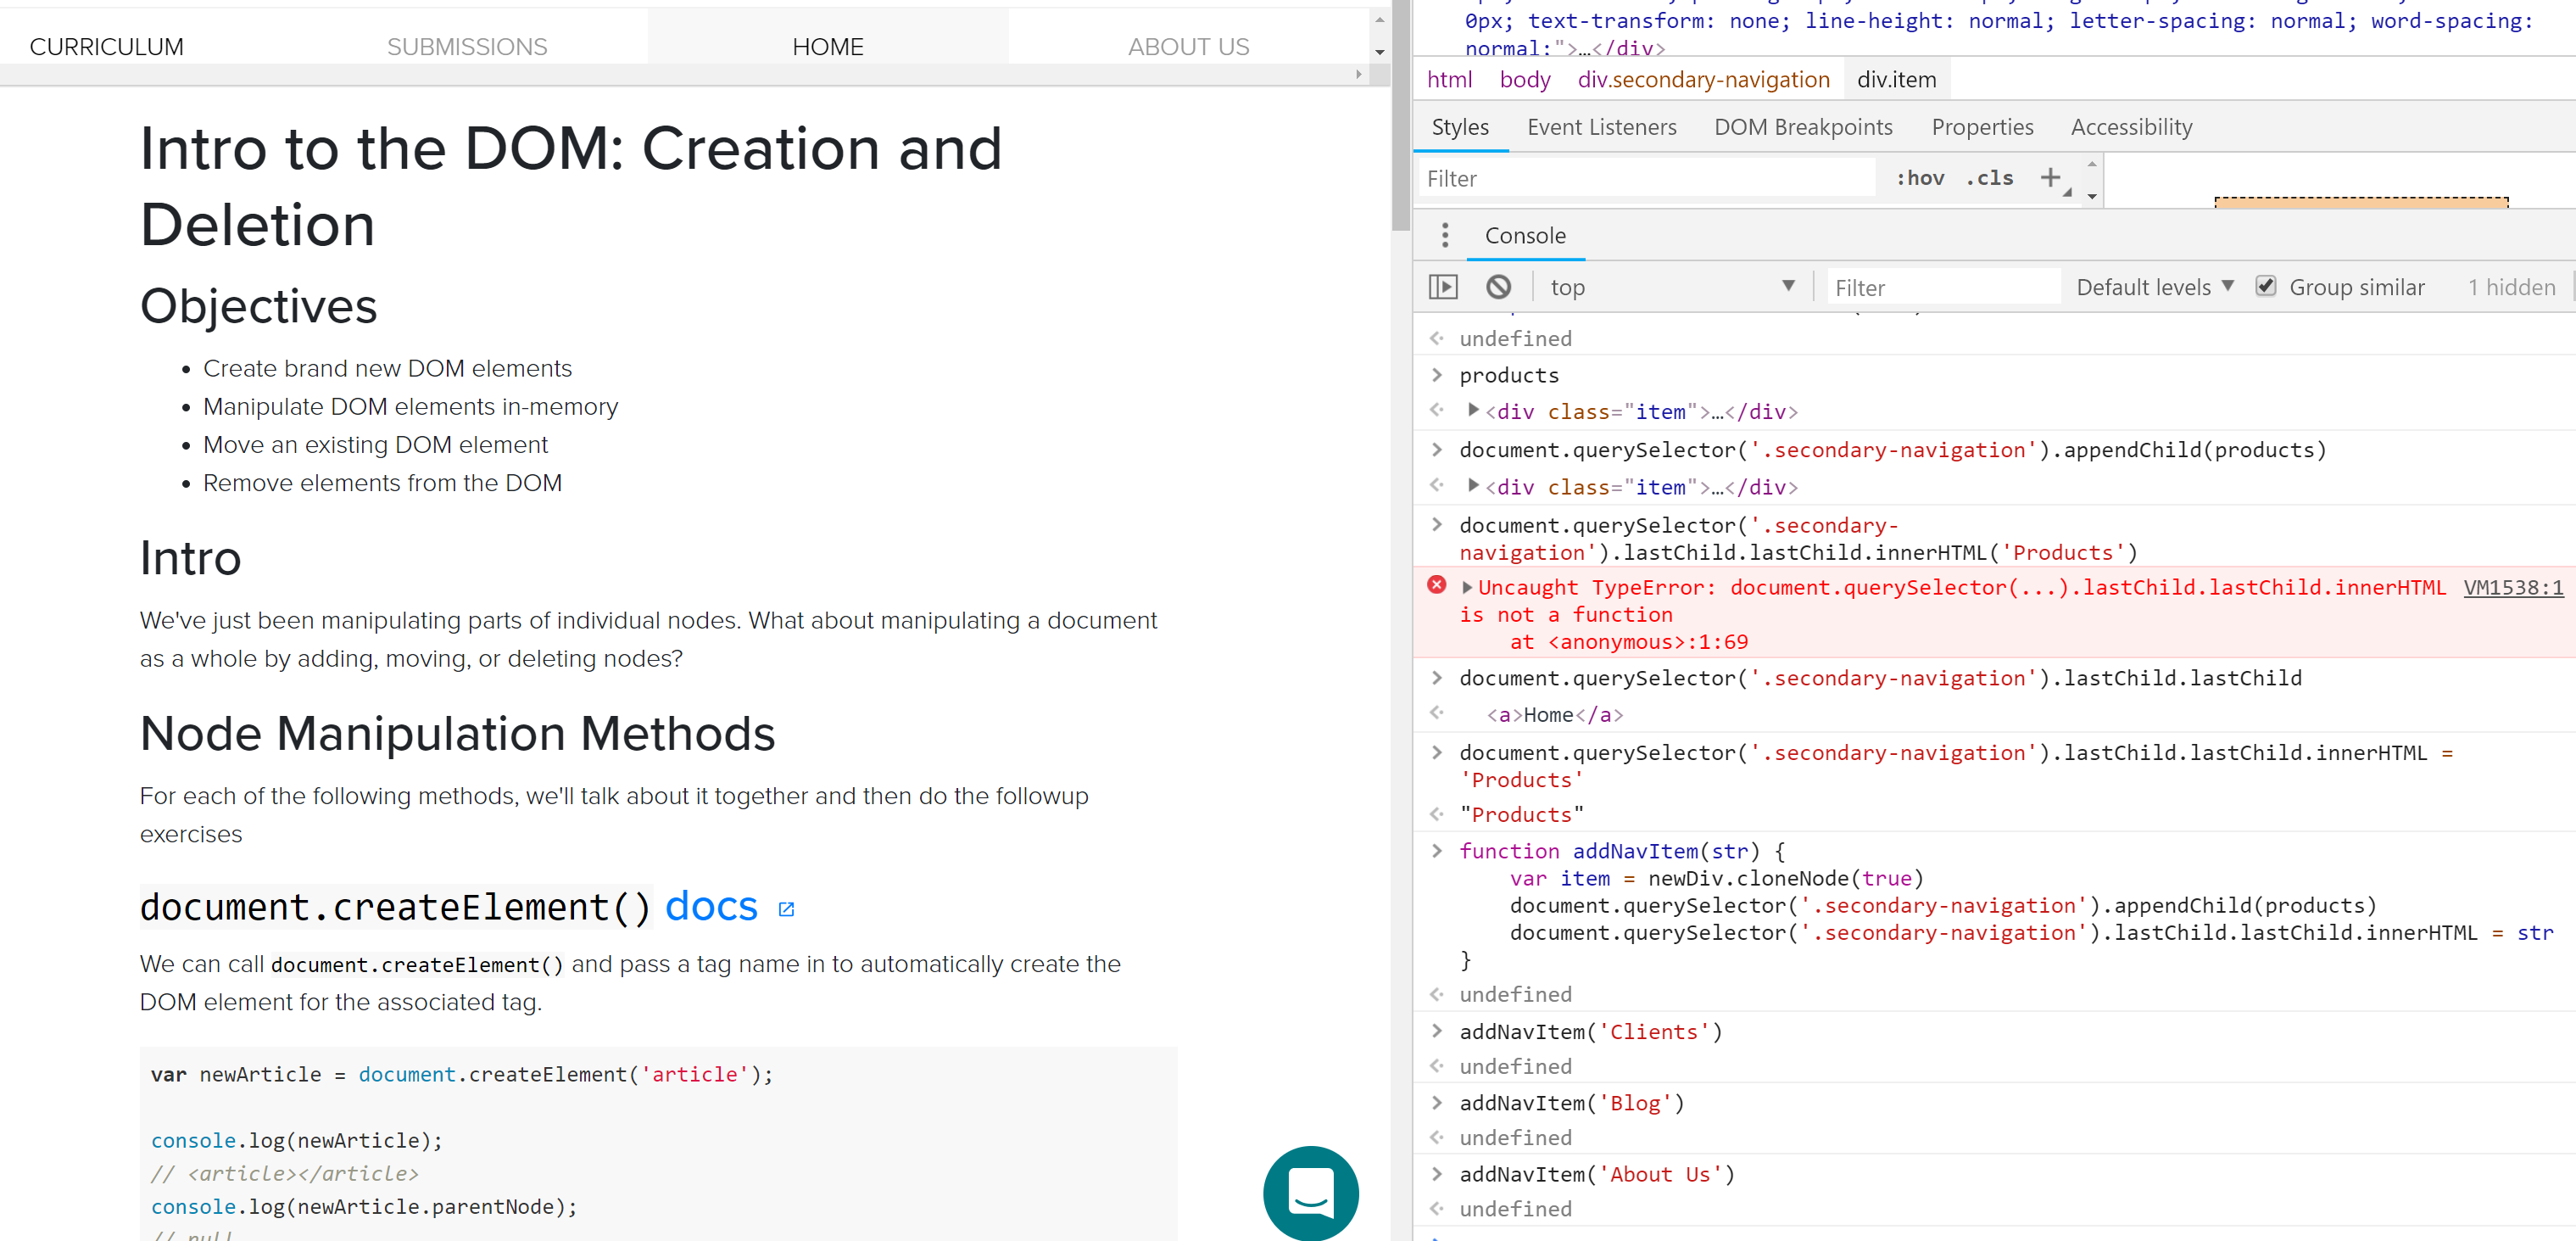 CURRICULUM
SUBMISSIONS
HOME
ABOUT US
Intro to the DOM: Creation and
Deletion
Objectives
• Create brand new DOM elements
• Manipulate DOM elements in-memory
• Move an existing DOM element
• Remove elements from the DOM
Intro
We've just been manipulating parts of individual nodes. What about manipulating a document
as a whole by adding, moving, or deleting nodes?
Node Manipulation Methods
For each of the following methods, we'll talk about it together and then do the followup
exercises
document.createElement() docs
We can call document.createElement() and pass a tag name in to automatically create the
DOM element for the associated tag.
var newArticle = document.createElement('article');
console.log(newArticle);
// <article></article>
console.log(newArticle.parentNode);
// null
0px; text-transform: none; line-height: normal; letter-spacing: normal; word-spacing:
normal;">…</div>
html body div.secondary-navigation div.item
Styles Event Listeners DOM Breakpoints Properties Accessibility
Filter :hov .cls +
Console
top Filter Default levels ▼ Group similar 1 hidden
undefined
> products
<div class="item">…</div>
> document.querySelector('.secondary-navigation').appendChild(products)
<div class="item">…</div>
> document.querySelector('.secondary-
navigation').lastChild.lastChild.innerHTML('Products')
Uncaught TypeError: document.querySelector(...).lastChild.lastChild.innerHTML VM1538:1
is not a function
at <anonymous>:1:69
> document.querySelector('.secondary-navigation').lastChild.lastChild
<a>Home</a>
> document.querySelector('.secondary-navigation').lastChild.lastChild.innerHTML =
'Products'
"Products"
> function addNavItem(str) {
var item = newDiv.cloneNode(true)
document.querySelector('.secondary-navigation').appendChild(products)
document.querySelector('.secondary-navigation').lastChild.lastChild.innerHTML = str
}
undefined
> addNavItem('Clients')
undefined
> addNavItem('Blog')
undefined
> addNavItem('About Us')
undefined